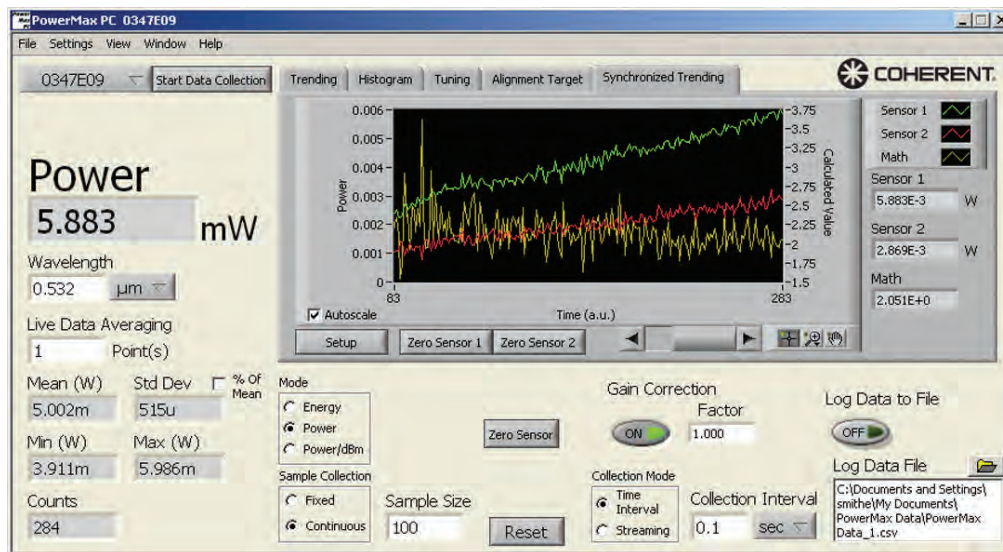 PowerMax PC 0347E09
File Settings View Window Help
0347E09
Start Data Collection
Trending
Histogram
Tuning
Alignment Target
Synchronized Trending
COHERENT.
Power
5.883 mW
Wavelength
0.532 µm
Live Data Averaging
1 Point(s)
Mean (W) Std Dev % Of Mean
5.002m 515u
Min (W) Max (W)
3.911m 5.986m
Counts
284
Power
0.006
0.005
0.004
0.003
0.002
0.001
0
3.75
3.5
3.25
3
2.75
2.5
2.25
2
1.75
1.5
Calculated Value
83 283
Time (a.u.)
Autoscale
Setup
Zero Sensor 1
Zero Sensor 2
Sensor 1
Sensor 2
Math
Sensor 1
5.883E-3 W
Sensor 2
2.869E-3 W
Math
2.051E+0
Mode
Energy
Power
Power/dBm
Sample Collection
Fixed
Continuous
Sample Size
100
Zero Sensor
Reset
Gain Correction
ON
Factor
1.000
Collection Mode
Time
Interval
Streaming
Collection Interval
0.1 sec
Log Data to File
OFF
Log Data File
C:\Documents and Settings\
smithe\My Documents\
PowerMax Data\PowerMax
Data_1.csv